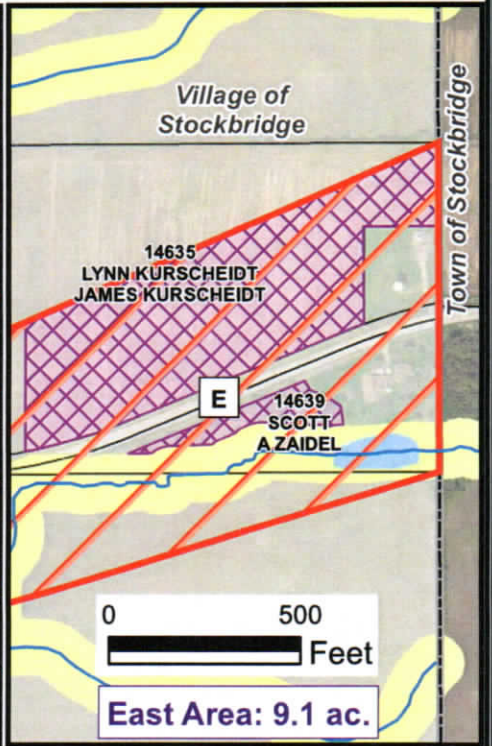 Village of
Stockbridge
Town of Stockbridge
14635
LYNN KURSCHEIDT
JAMES KURSCHEIDT
E
14639
SCOTT
A ZAIDEL
0 500
Feet
East Area: 9.1 ac.